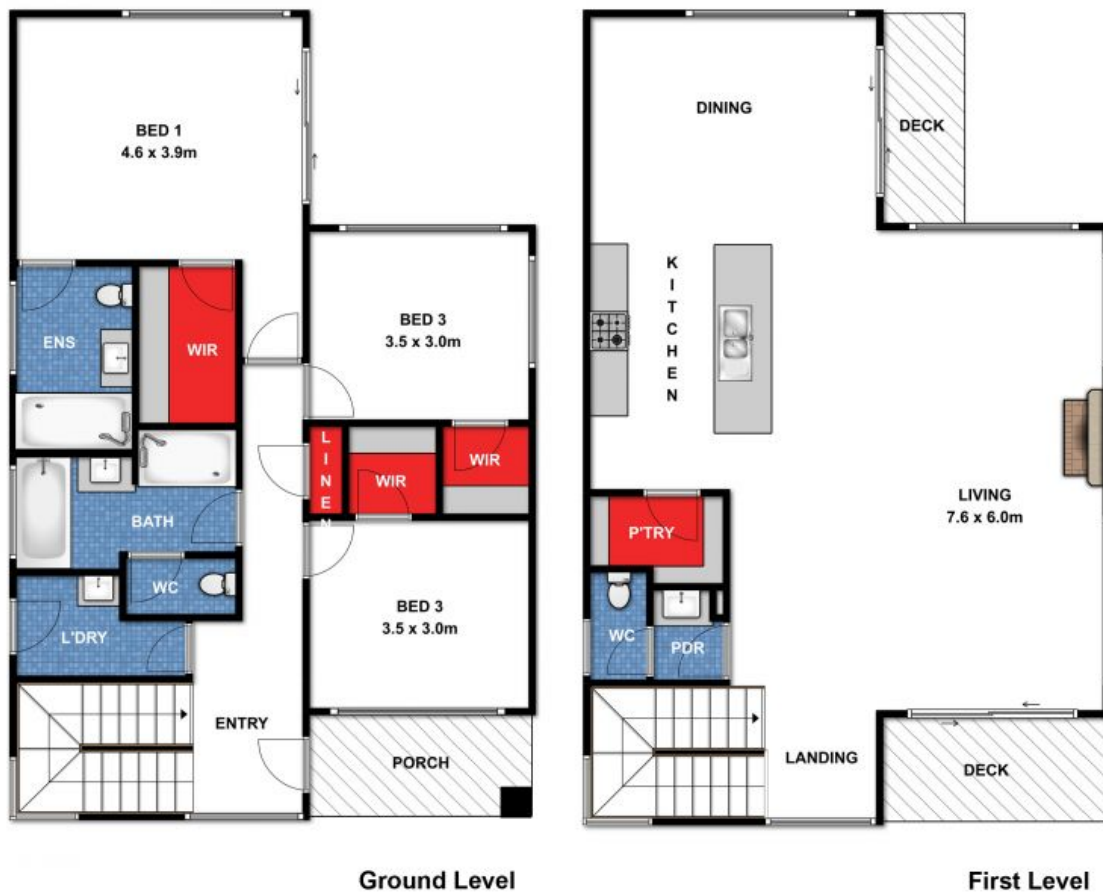 BED 1
4.6 x 3.9m
ENS
WIR
BED 3
3.5 x 3.0m
LINEN
WIR
WIR
BATH
WC
L'DRY
BED 3
3.5 x 3.0m
ENTRY
PORCH
Ground Level
DINING
DECK
KITCHEN
LIVING
7.6 x 6.0m
P'TRY
WC
PDR
LANDING
DECK
First Level